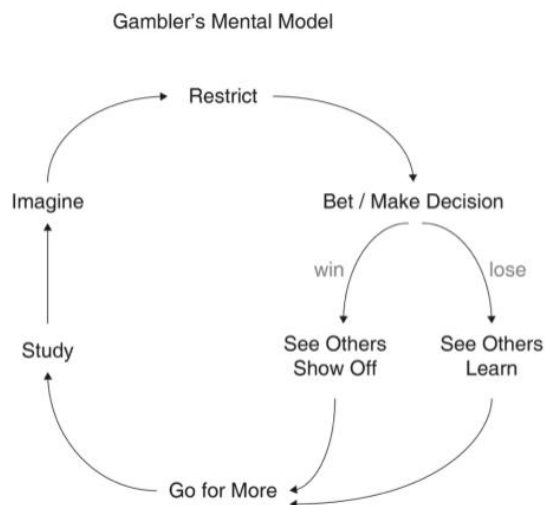 Gambler's Mental Model
Restrict
Imagine
Bet / Make Decision
win
lose
Study
See Others
Show Off
See Others
Learn
Go for More